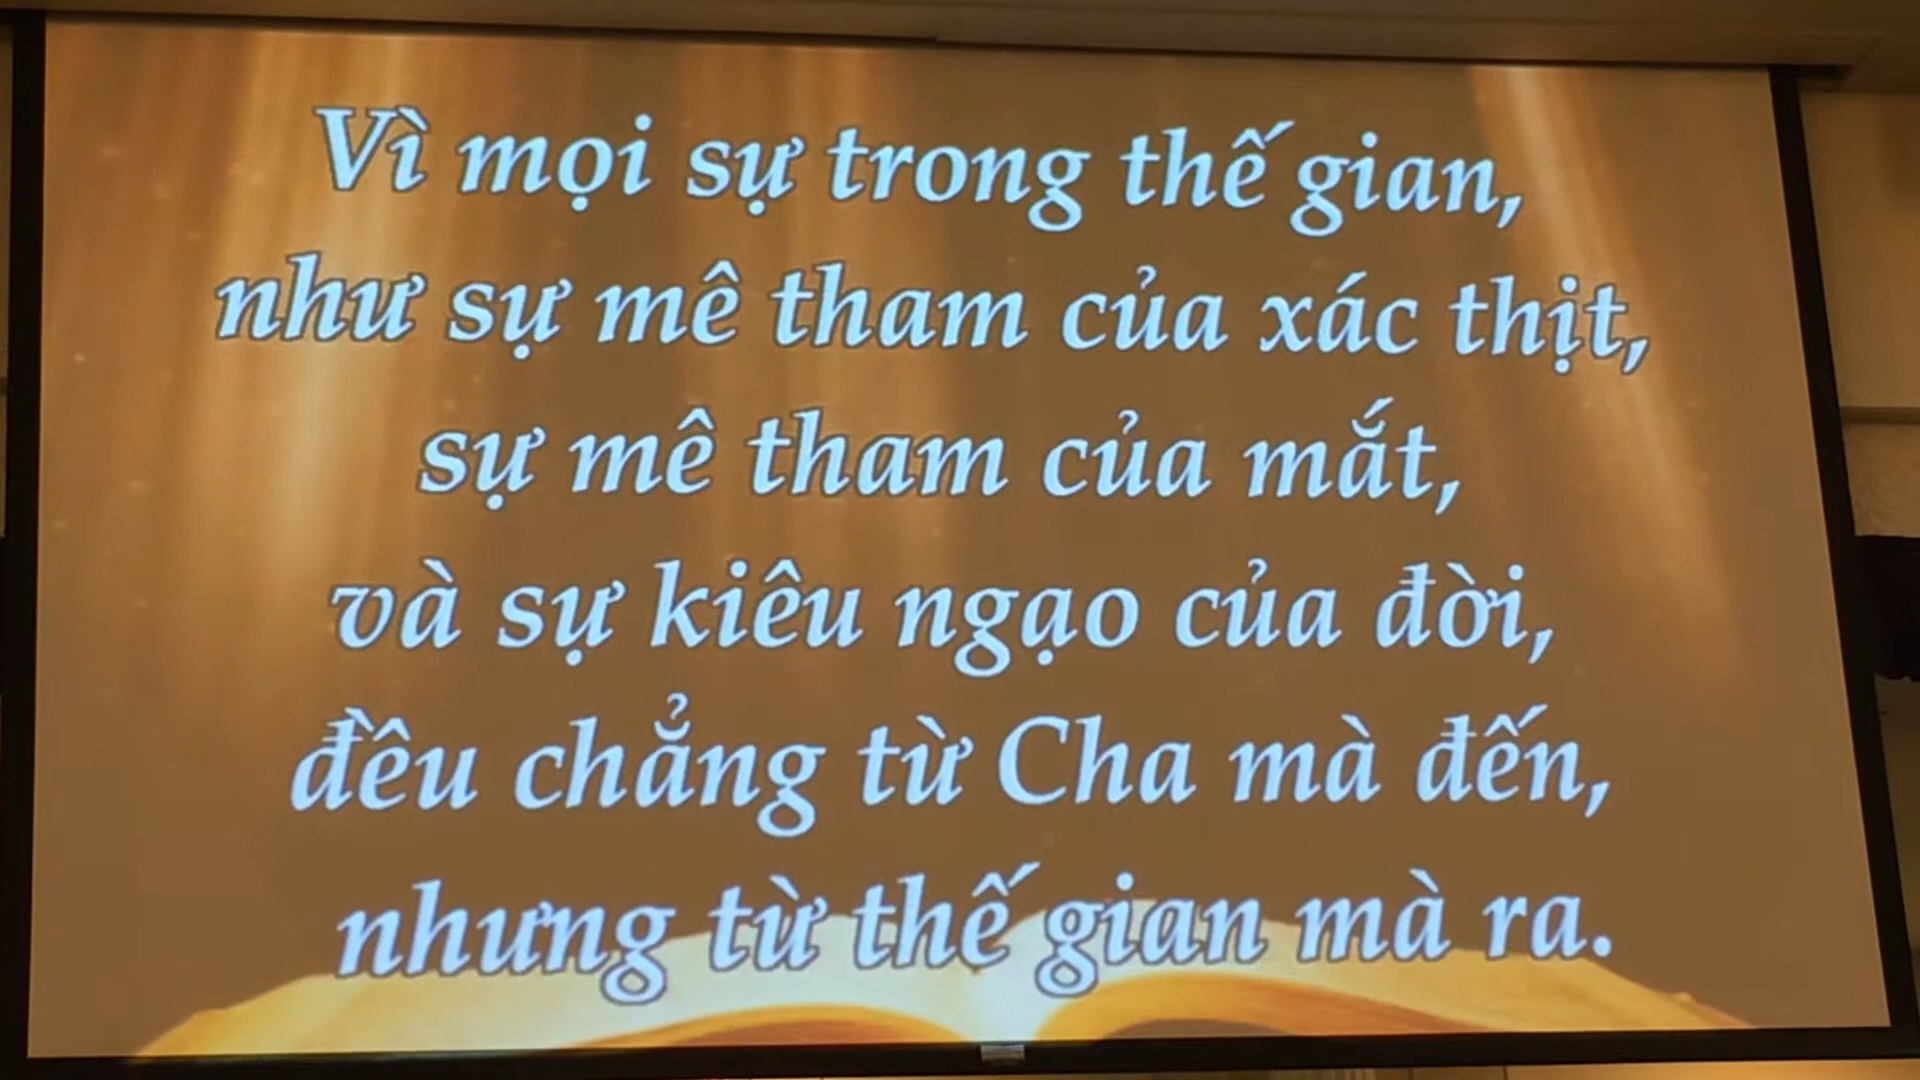 Vì mọi sự trong thế gian,
như sự mê tham của xác thịt,
sự mê tham của mắt,
và sự kiêu ngạo của đời,
đều chẳng từ Cha mà đến,
nhưng từ thế gian mà ra.